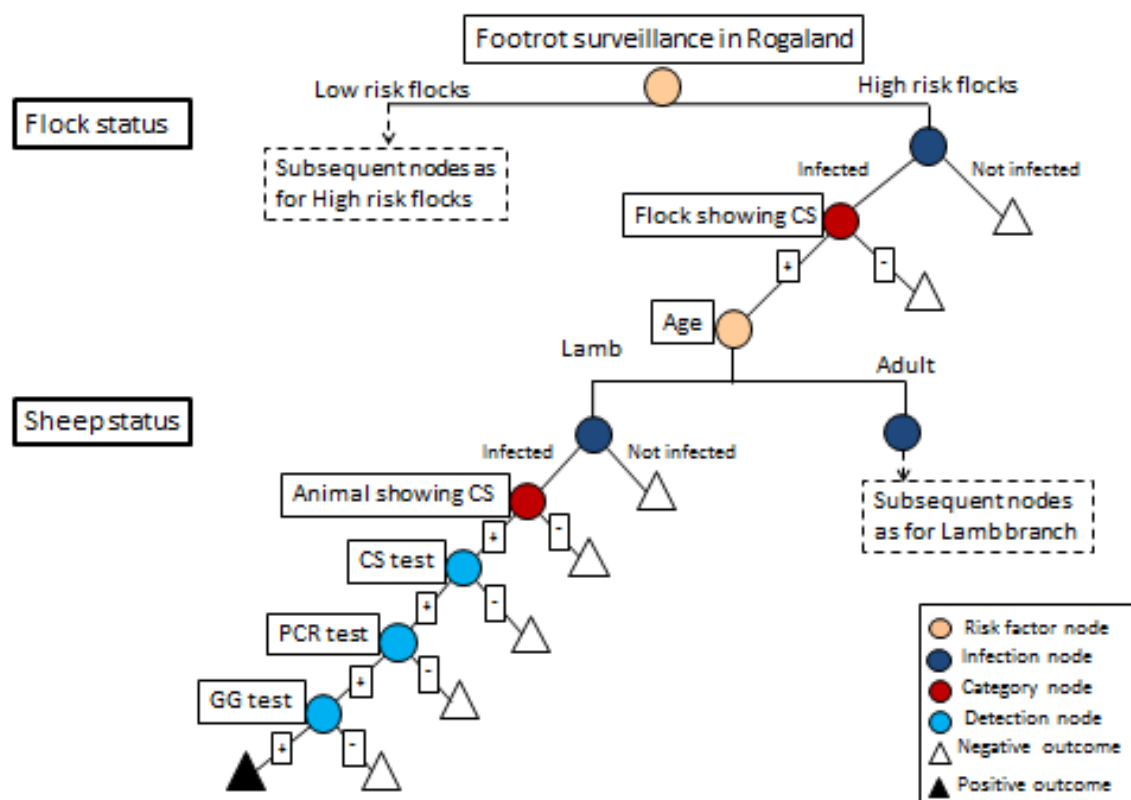 Footrot surveillance in Rogaland
Low risk flocks
High risk flocks
Flock status
Subsequent nodes as
for High risk flocks
Infected
Not infected
Flock showing CS
+
-
Age
Lamb
Adult
Sheep status
Infected
Not infected
Animal showing CS
+
-
Subsequent nodes
as for Lamb branch
CS test
+
-
PCR test
+
-
GG test
+
-
Risk factor node
Infection node
Category node
Detection node
Negative outcome
Positive outcome